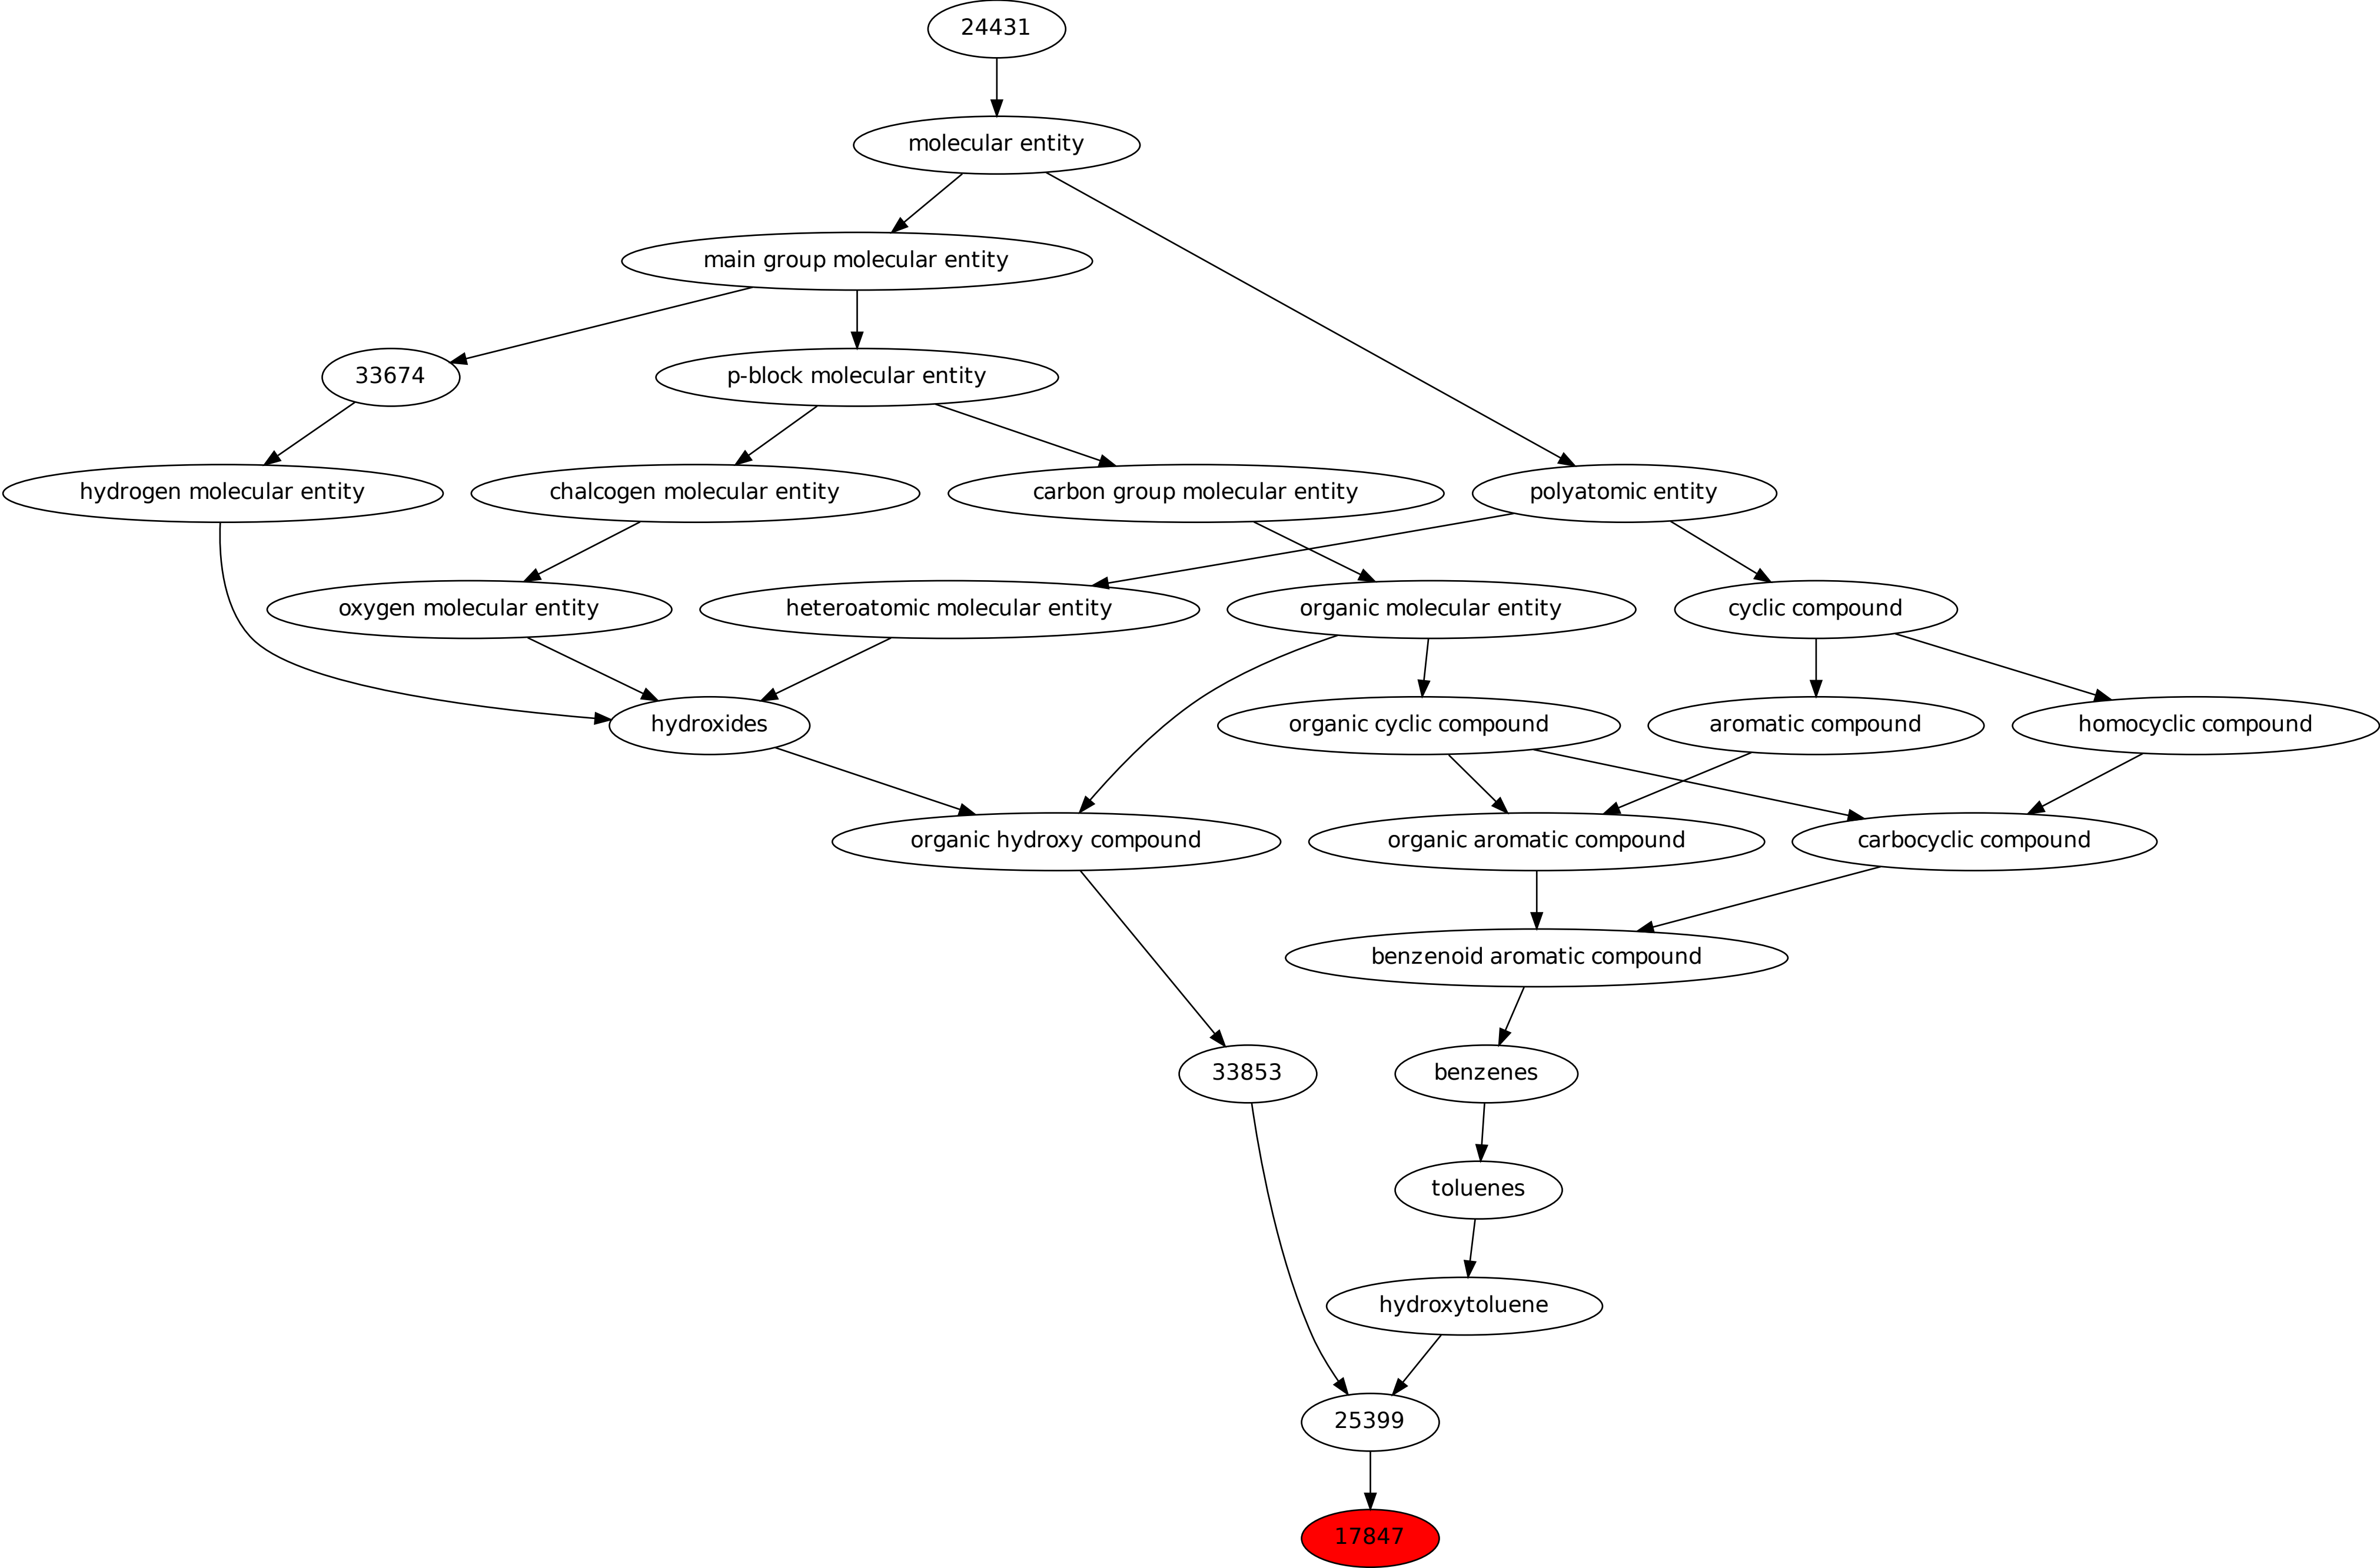 24431
molecular entity
main group molecular entity
33674
p-block molecular entity
hydrogen molecular entity
chalcogen molecular entity
carbon group molecular entity
polyatomic entity
oxygen molecular entity
heteroatomic molecular entity
organic molecular entity
cyclic compound
hydroxides
organic cyclic compound
aromatic compound
homocyclic compound
organic hydroxy compound
organic aromatic compound
carbocyclic compound
benzenoid aromatic compound
33853
benzenes
toluenes
hydroxytoluene
25399
17847